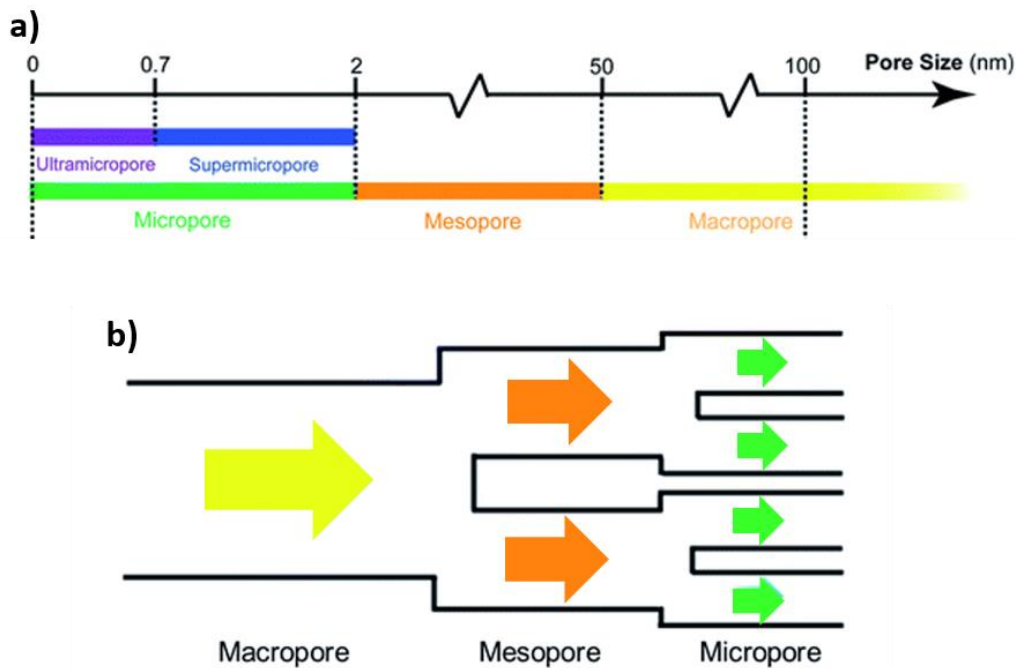 a)
0 0.7 2 50 100 Pore Size (nm)
Ultramicropore Supermicropore
Micropore Mesopore Macropore
b)
Macropore Mesopore Micropore